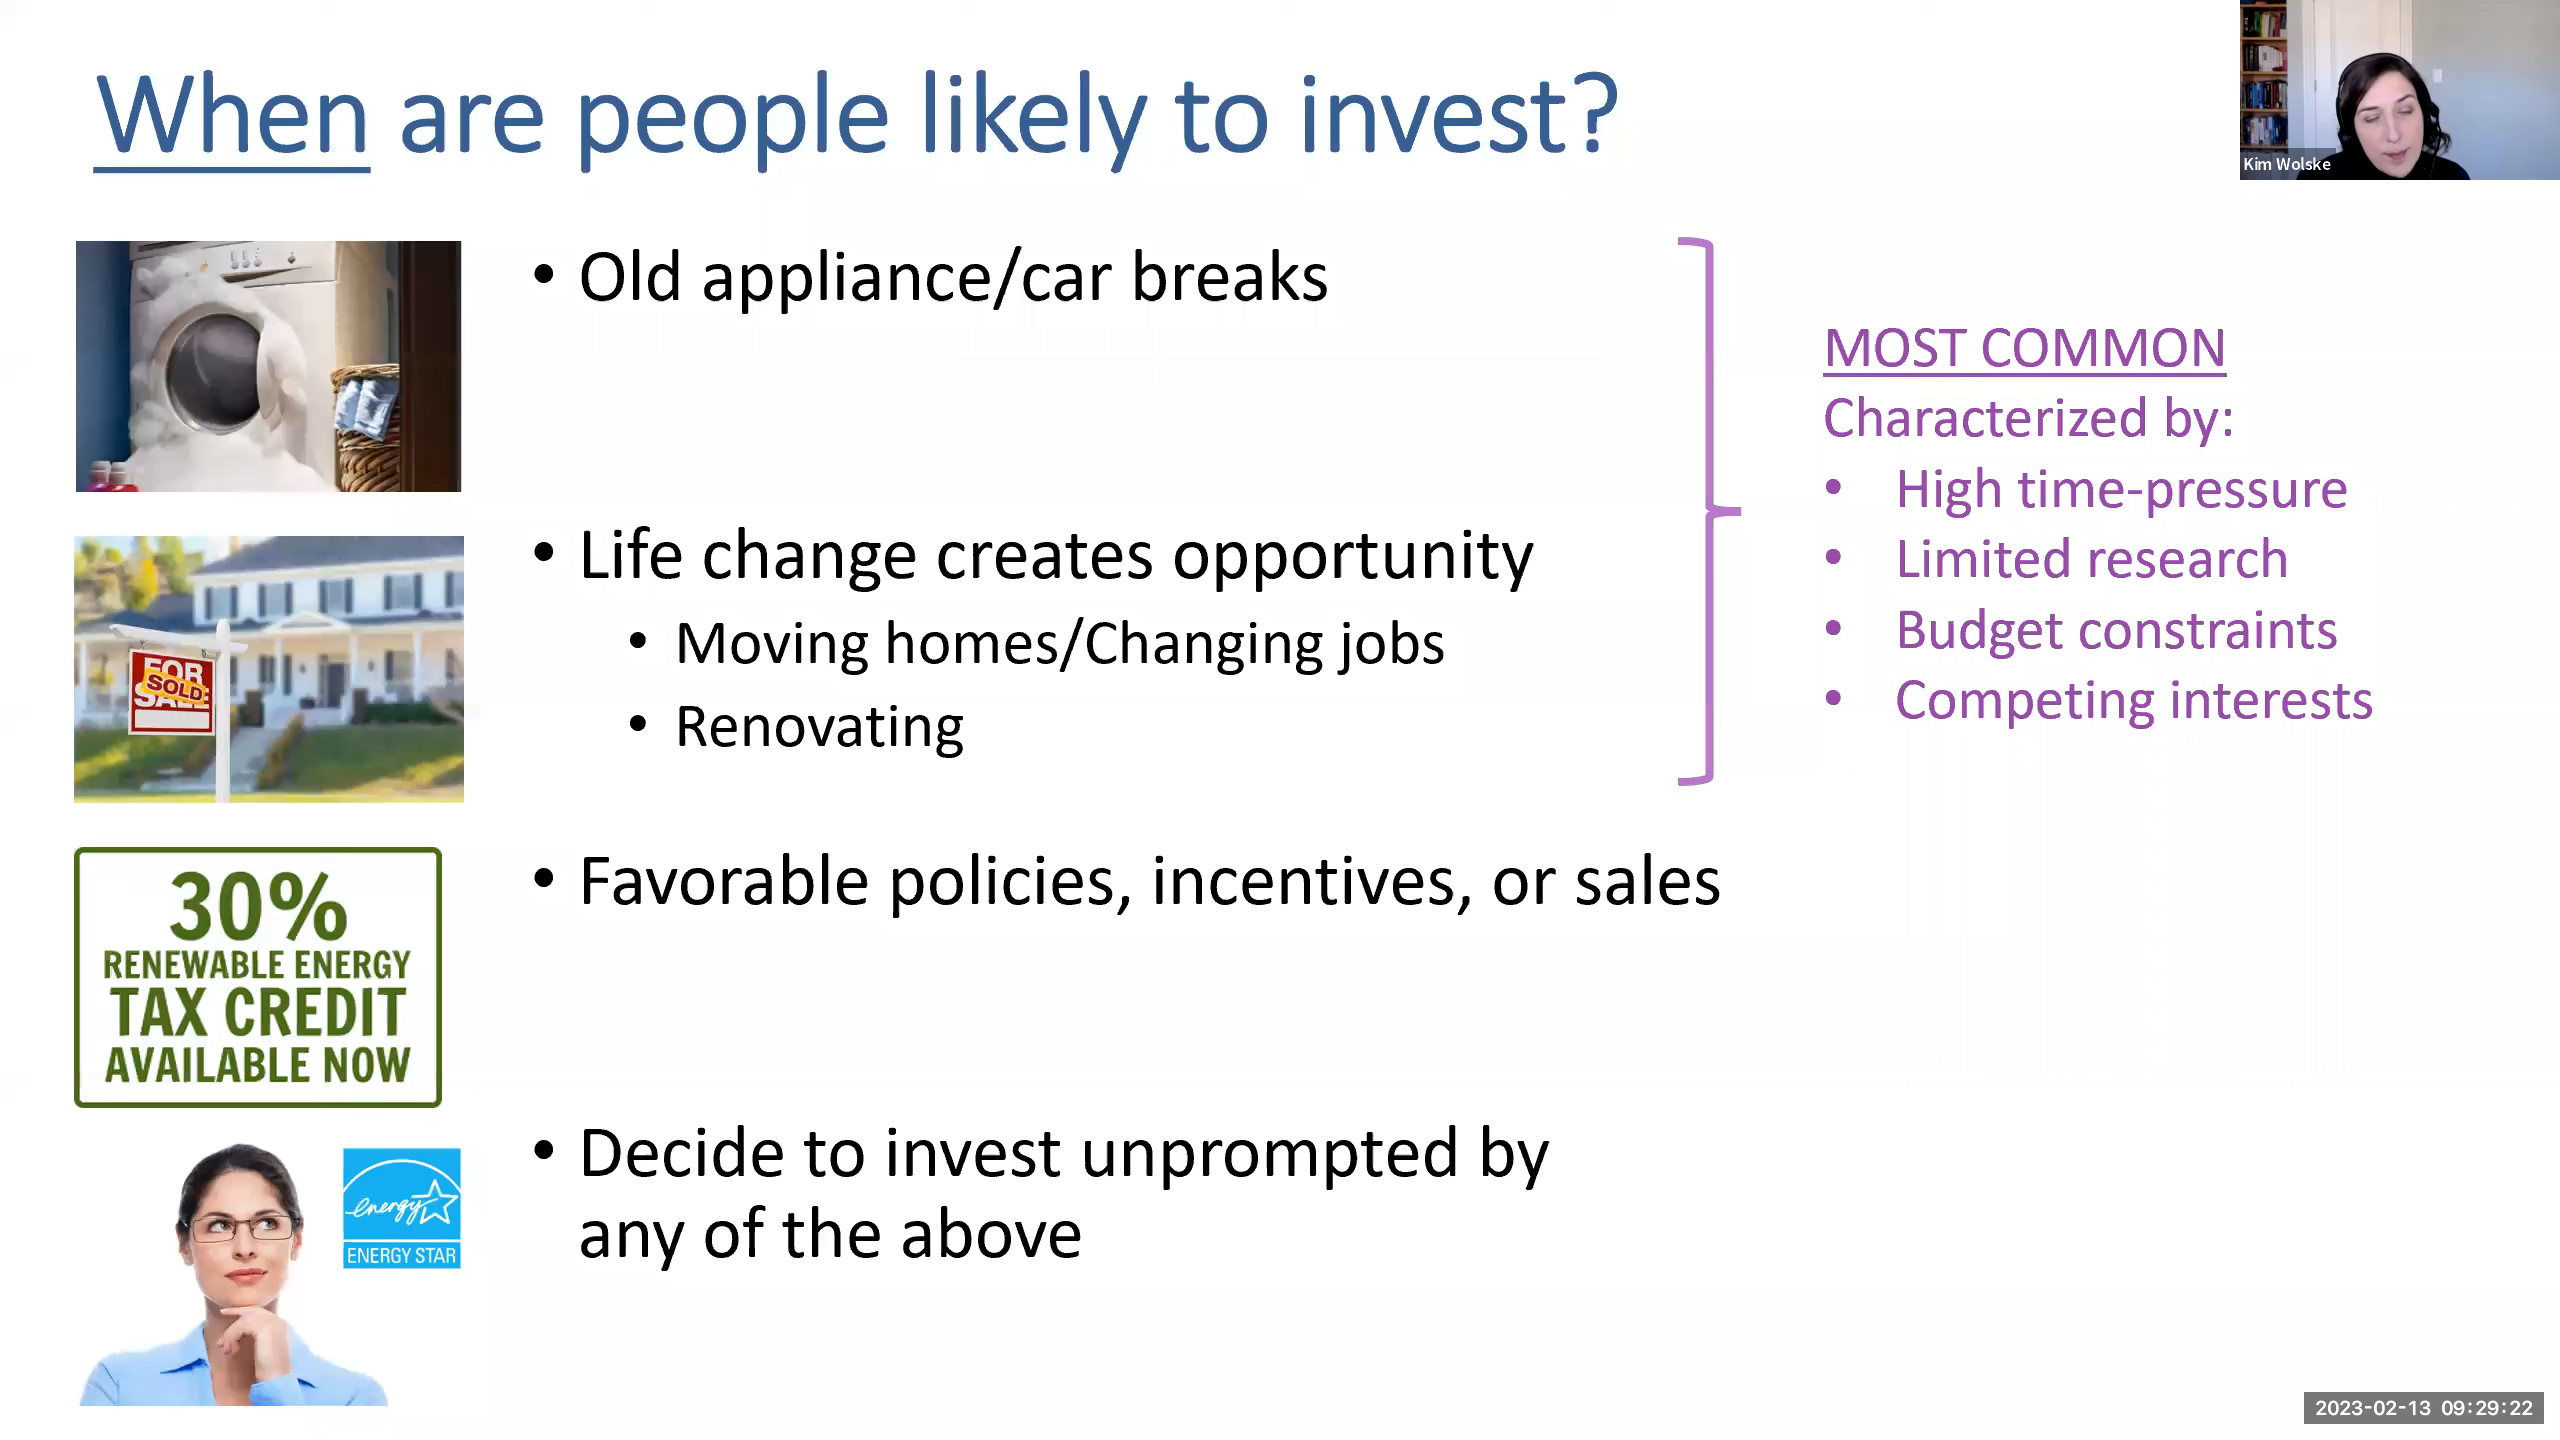 When are people likely to invest?
Kim Wolske
• Old appliance/car breaks
• Life change creates opportunity
• Moving homes/Changing jobs
• Renovating
MOST COMMON
Characterized by:
• High time-pressure
• Limited research
• Budget constraints
• Competing interests
FOR
SOLD
SALE
• Favorable policies, incentives, or sales
30%
RENEWABLE ENERGY
TAX CREDIT
AVAILABLE NOW
• Decide to invest unprompted by
any of the above
energy
ENERGY STAR
2023-02-13 09:29:22